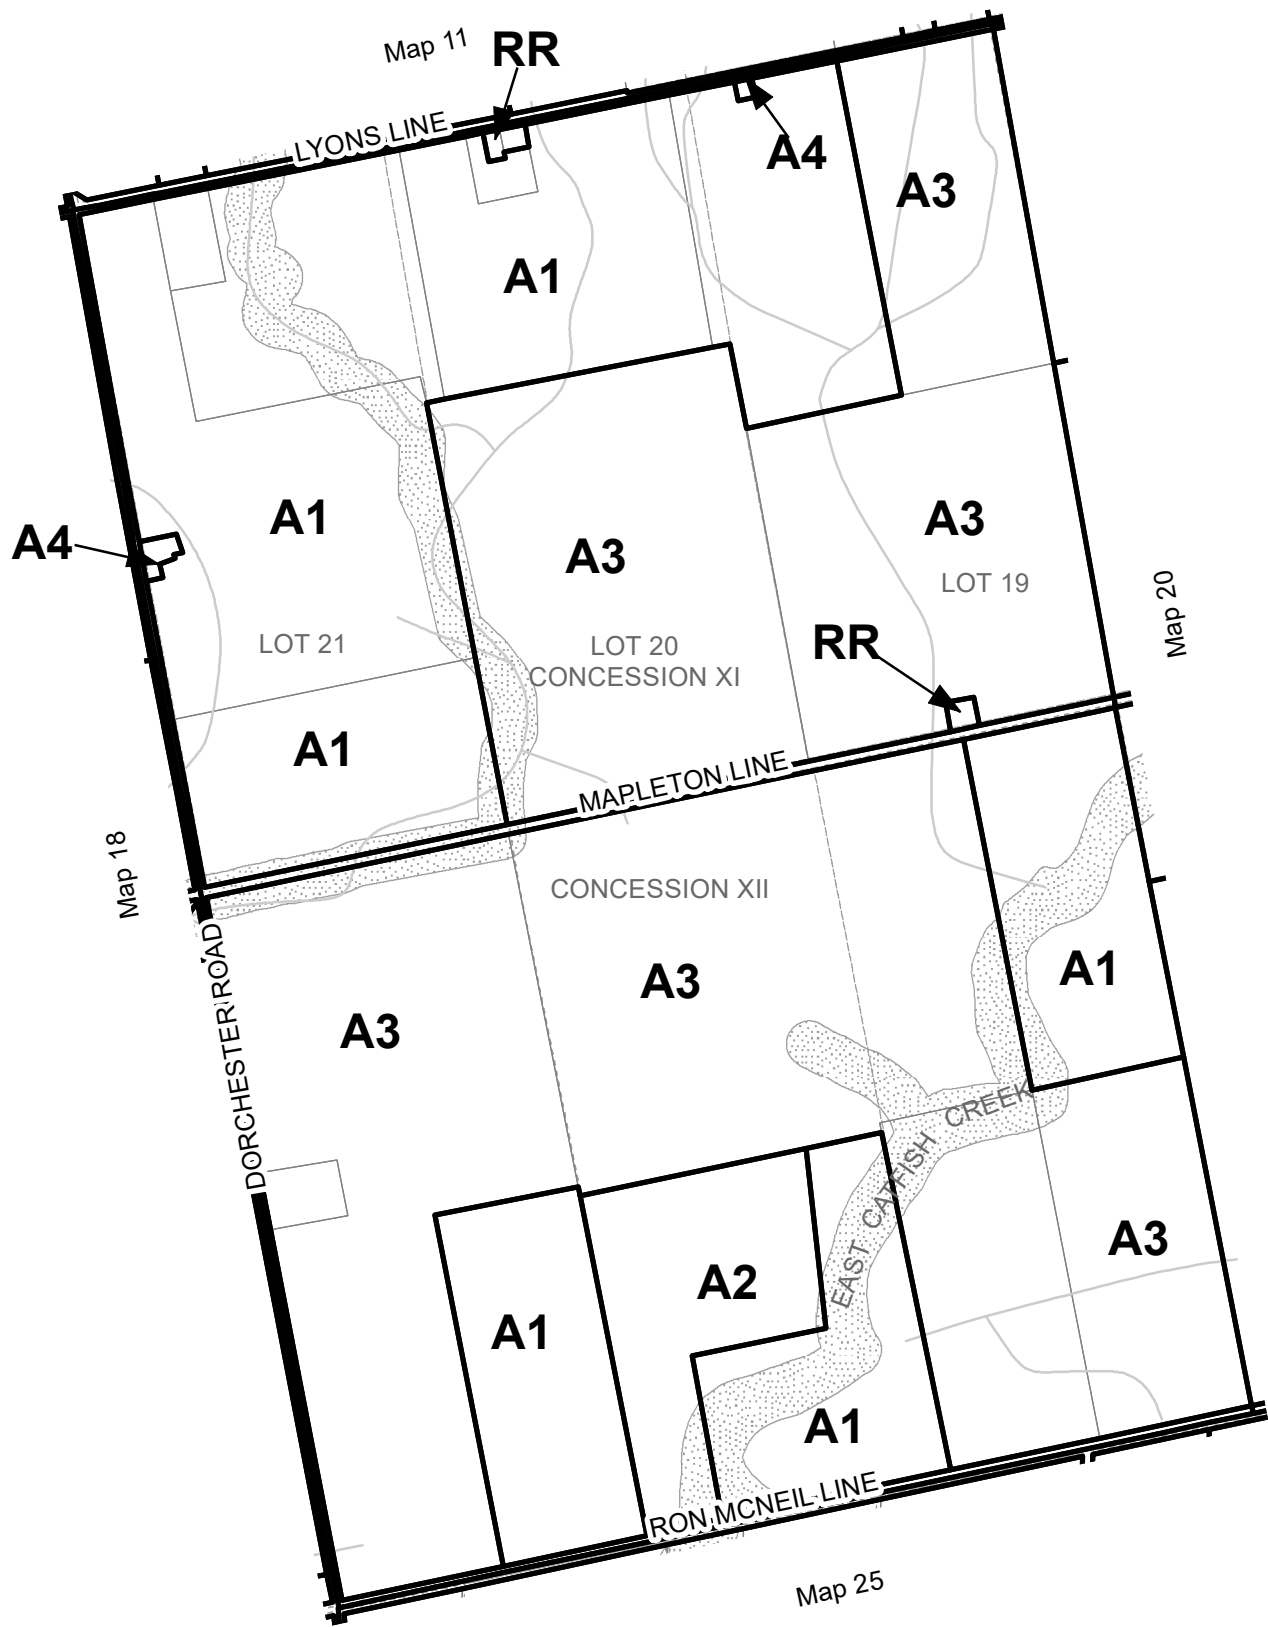 Map 11
RR
LYONS LINE
A4
A3
A1
A1
A4
A3
A3
LOT 19
Map 20
LOT 21
LOT 20
CONCESSION XI
RR
A1
MAPLETON LINE
Map 18
CONCESSION XII
A3
A1
A3
DORCHESTER ROAD
EAST CATFISH CREEK
A3
A2
A1
A1
RON MCNEIL LINE
Map 25